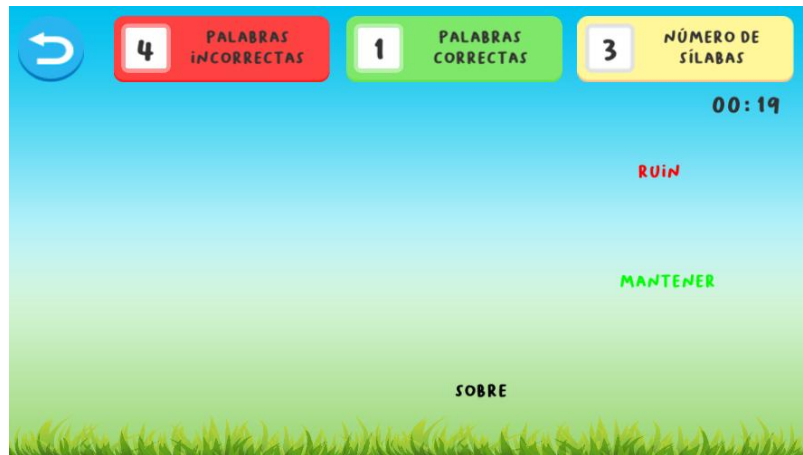 4 PALABRAS
INCORRECTAS
1 PALABRAS
CORRECTAS
3 NÚMERO DE
SÍLABAS
00:19
RUIN
MANTENER
SOBRE